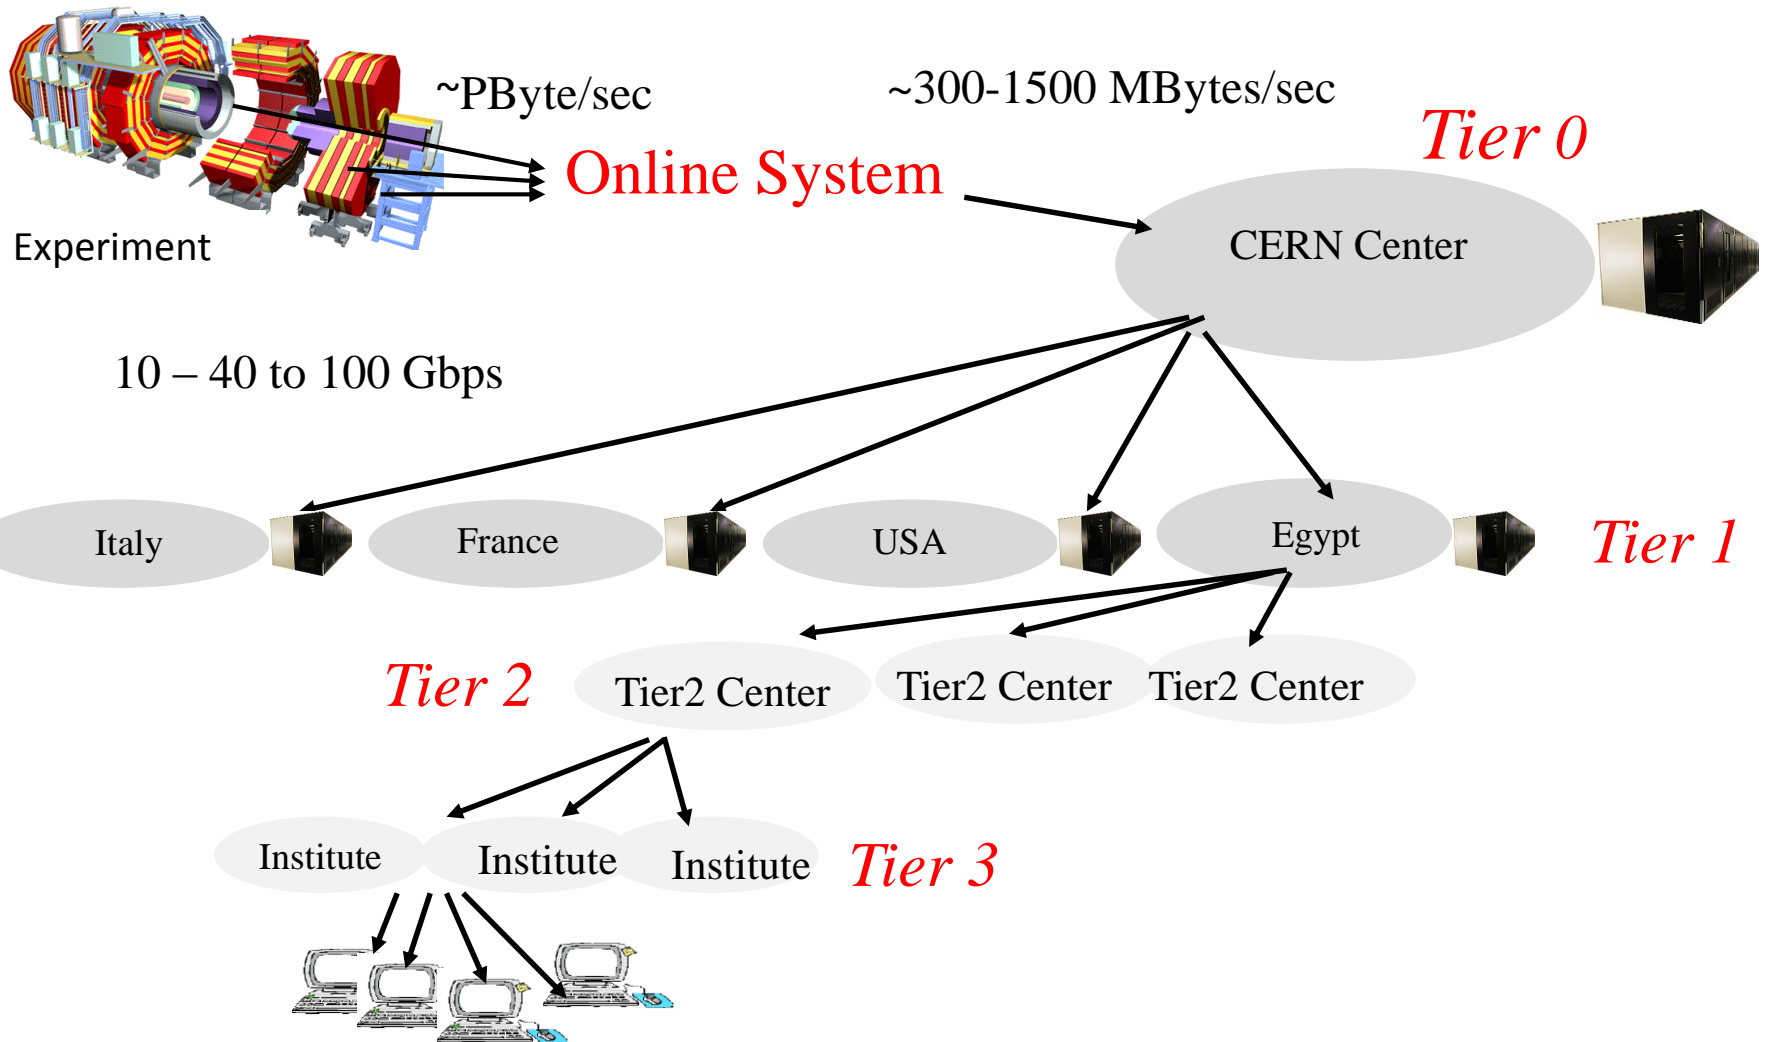 ~PByte/sec
~300-1500 MBytes/sec
Tier 0
Online System
Experiment
CERN Center
10 – 40 to 100 Gbps
Italy
France
USA
Egypt
Tier 1
Tier 2
Tier2 Center
Tier2 Center
Tier2 Center
Institute
Institute
Institute
Tier 3